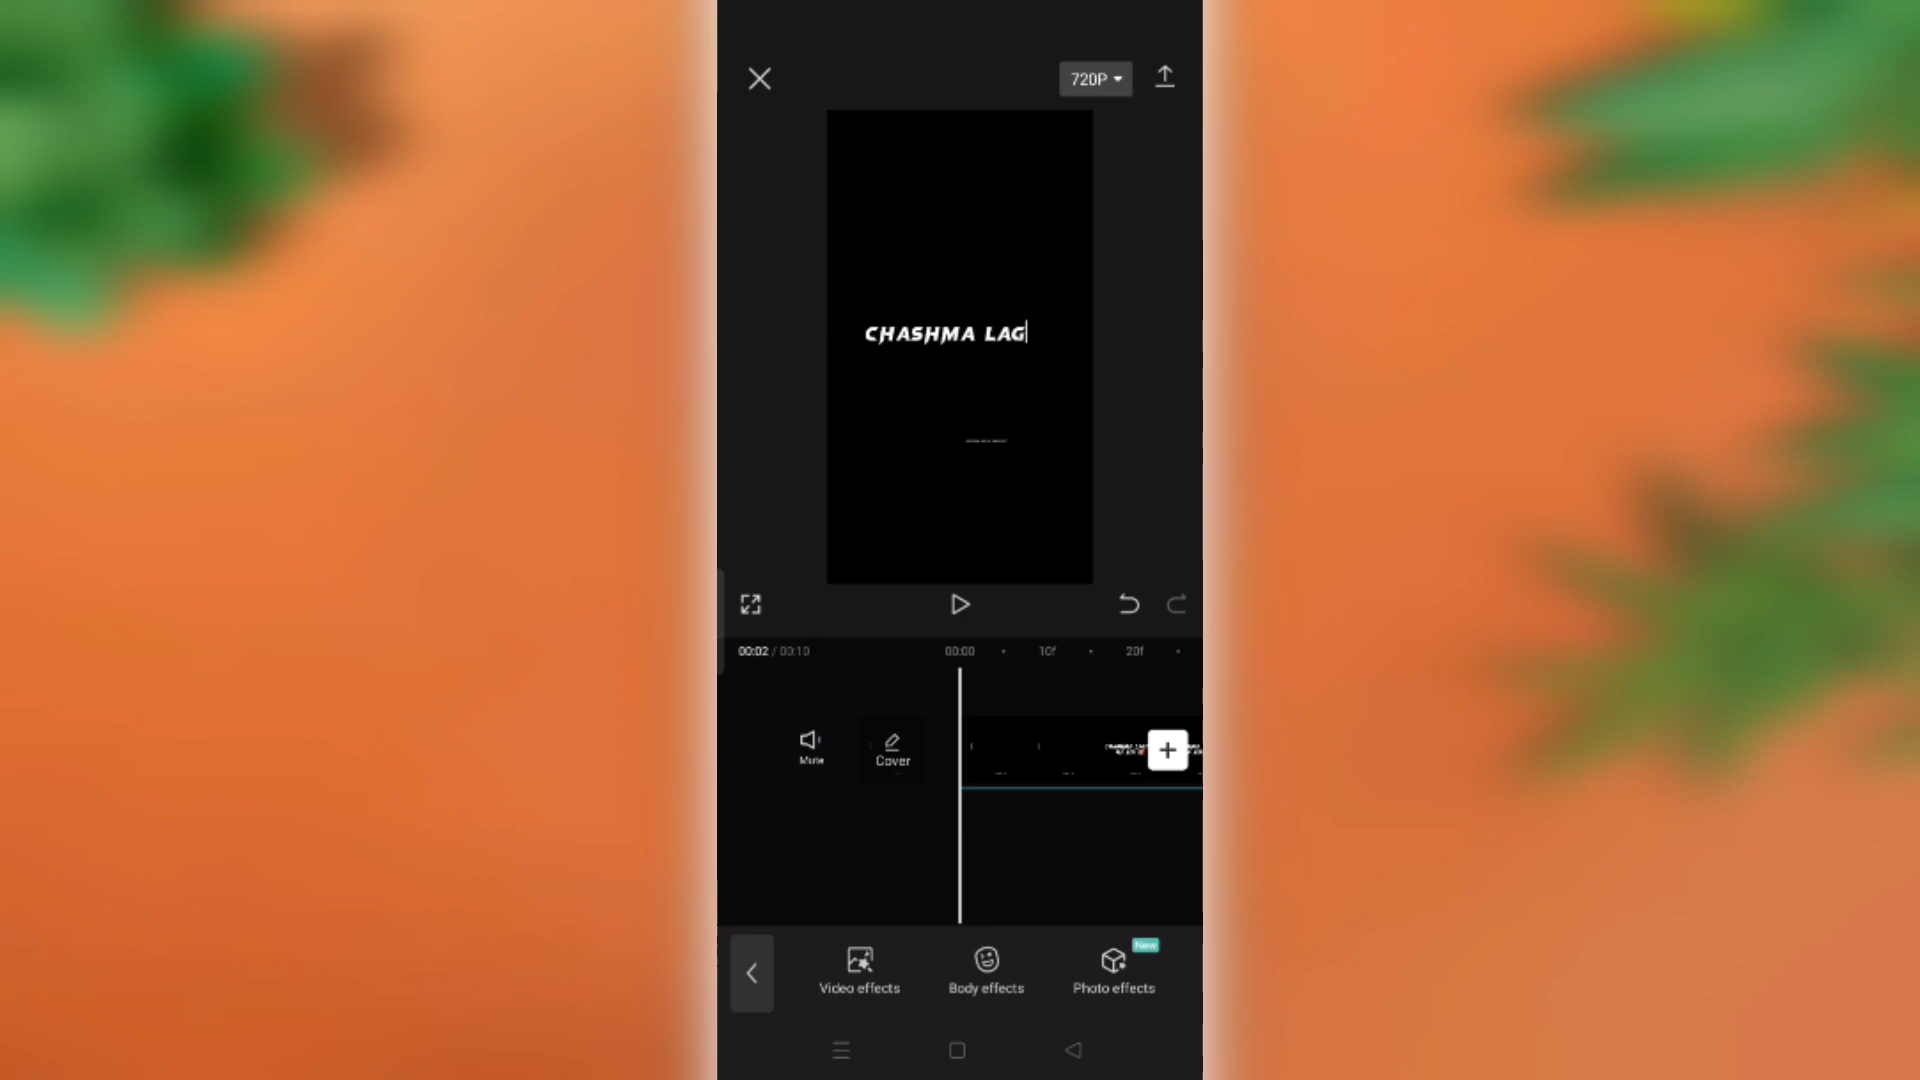 720P
CHASHMA LAG
00:02 / 00:10
00:00
10f
20f
Mute
Cover
New
Video effects
Body effects
Photo effects